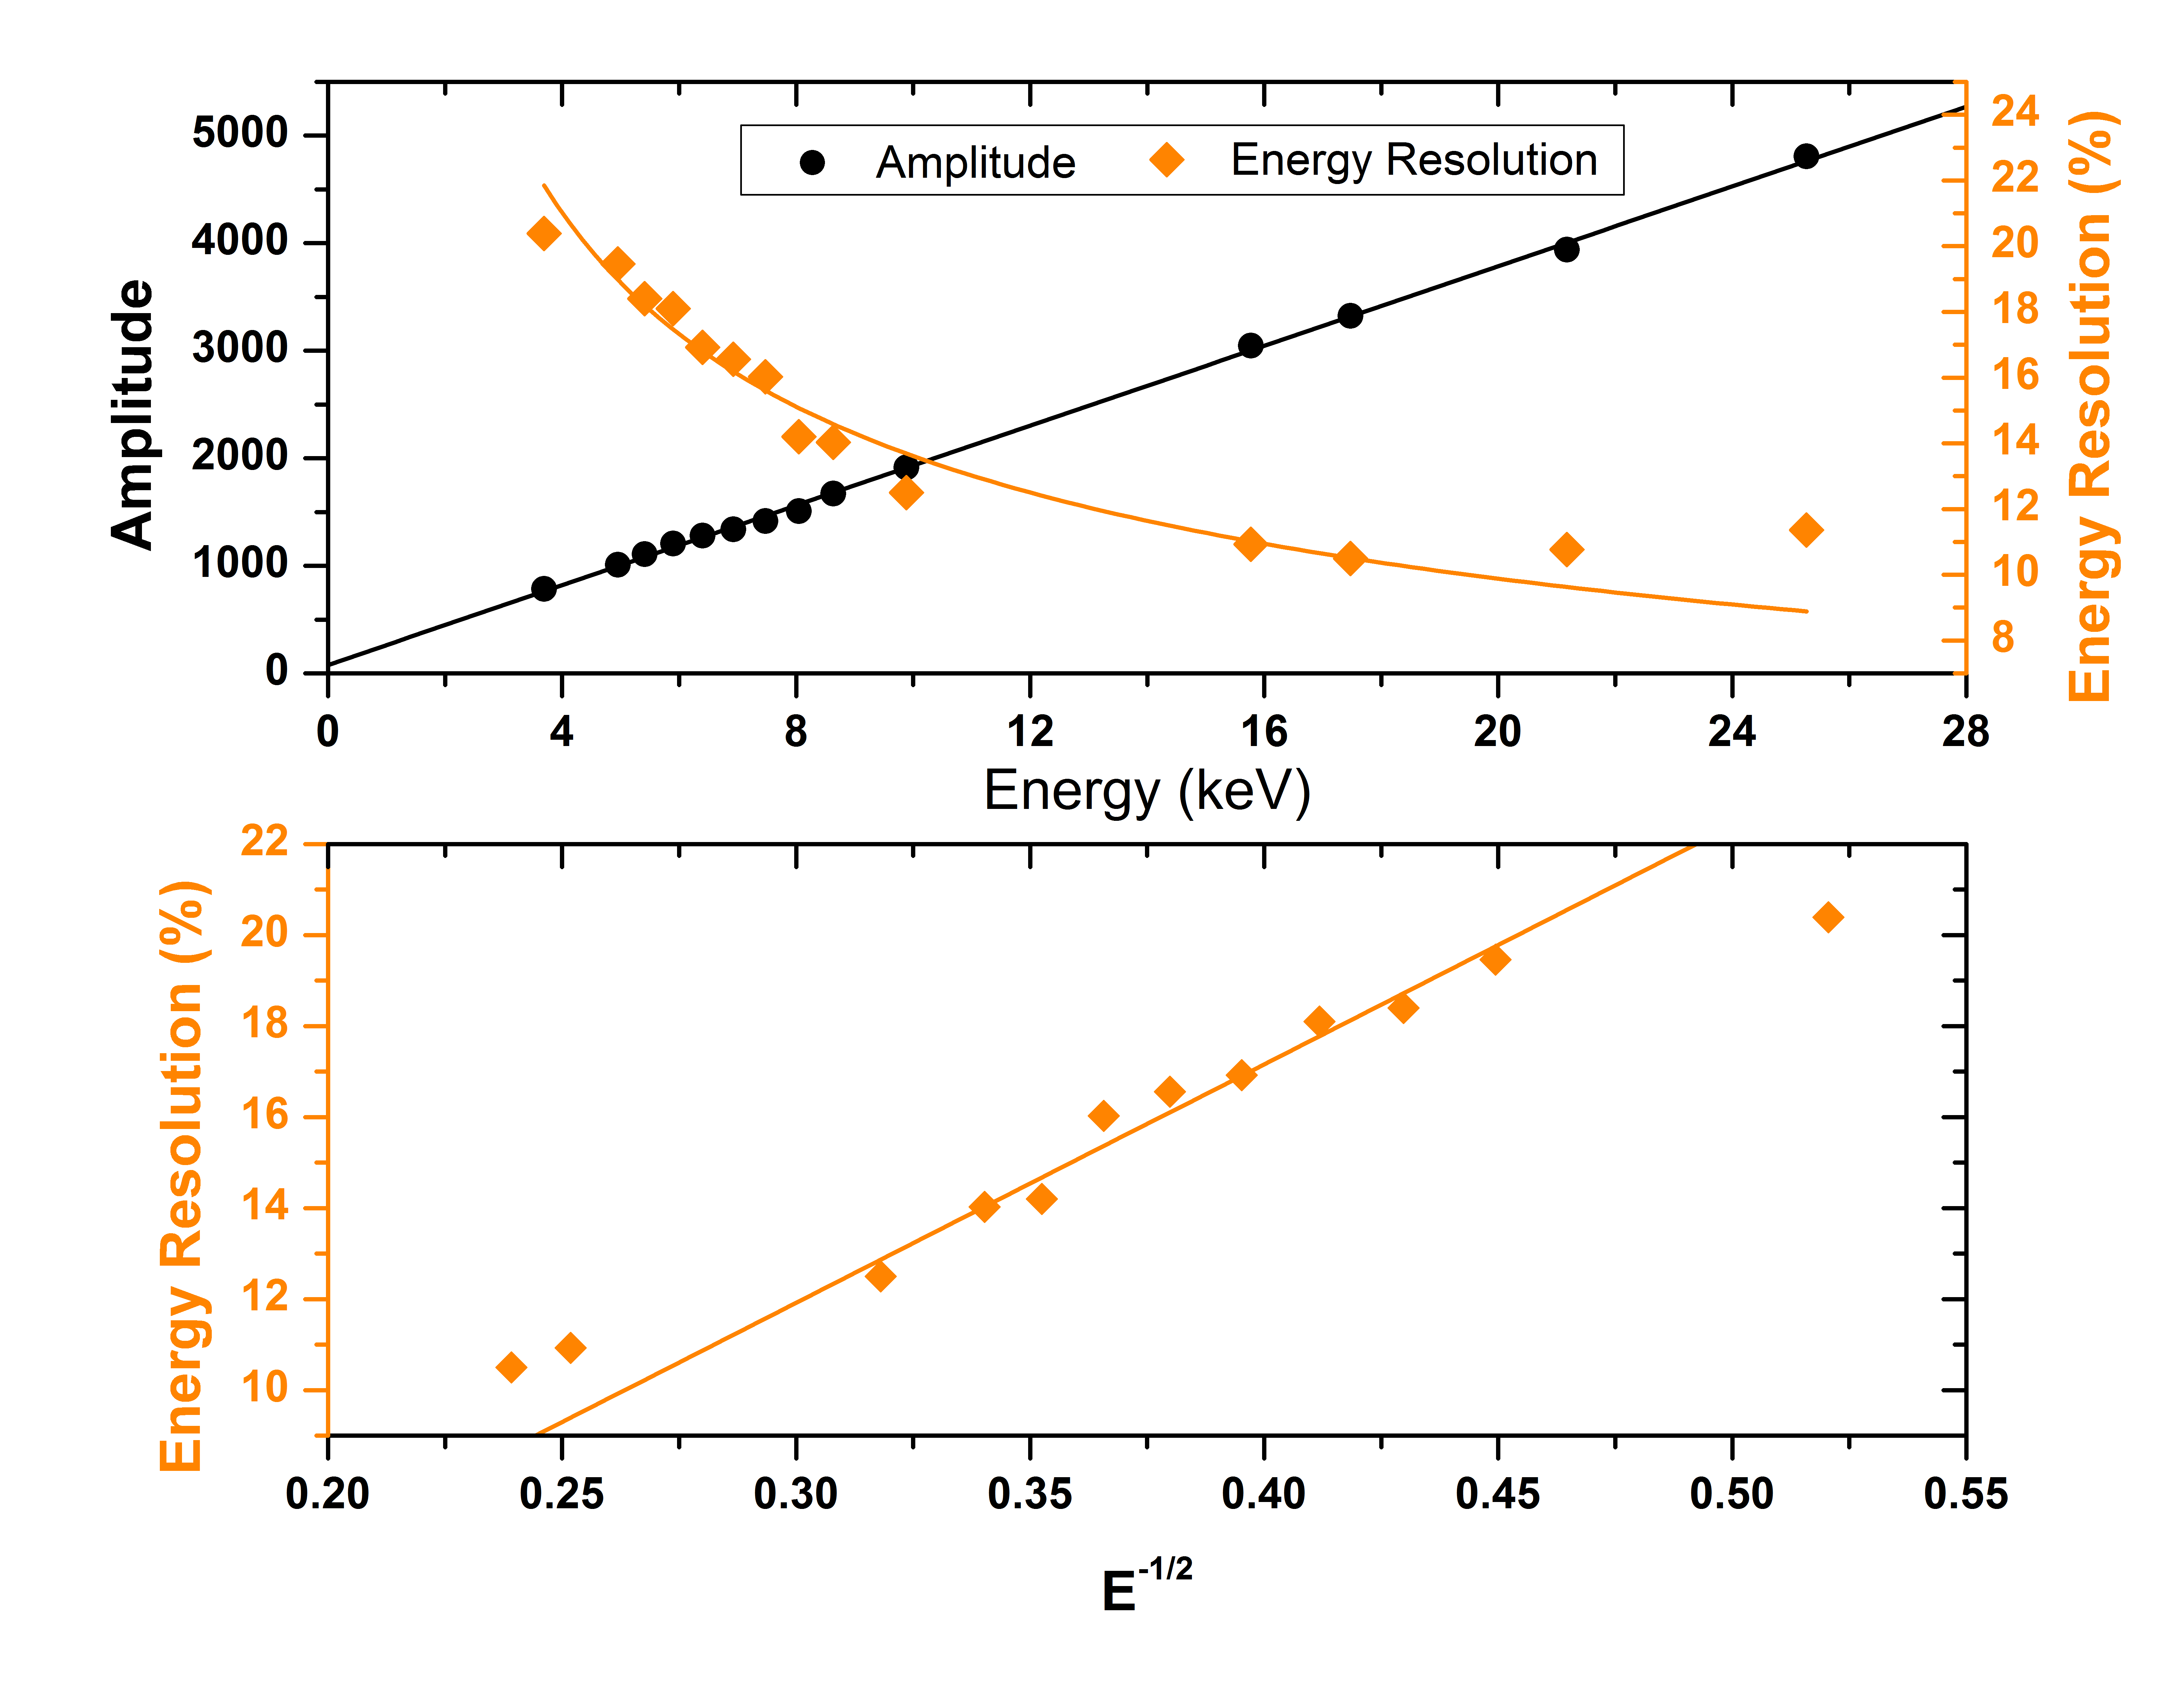 Amplitude
5000
4000
3000
2000
1000
0
Amplitude Energy Resolution
24
22
20
18
16
14
12
10
8
Energy Resolution (%)
0 4 8 12 16 20 24 28
Energy (keV)
Energy Resolution (%)
22
20
18
16
14
12
10
0.20 0.25 0.30 0.35 0.40 0.45 0.50 0.55
E-1/2